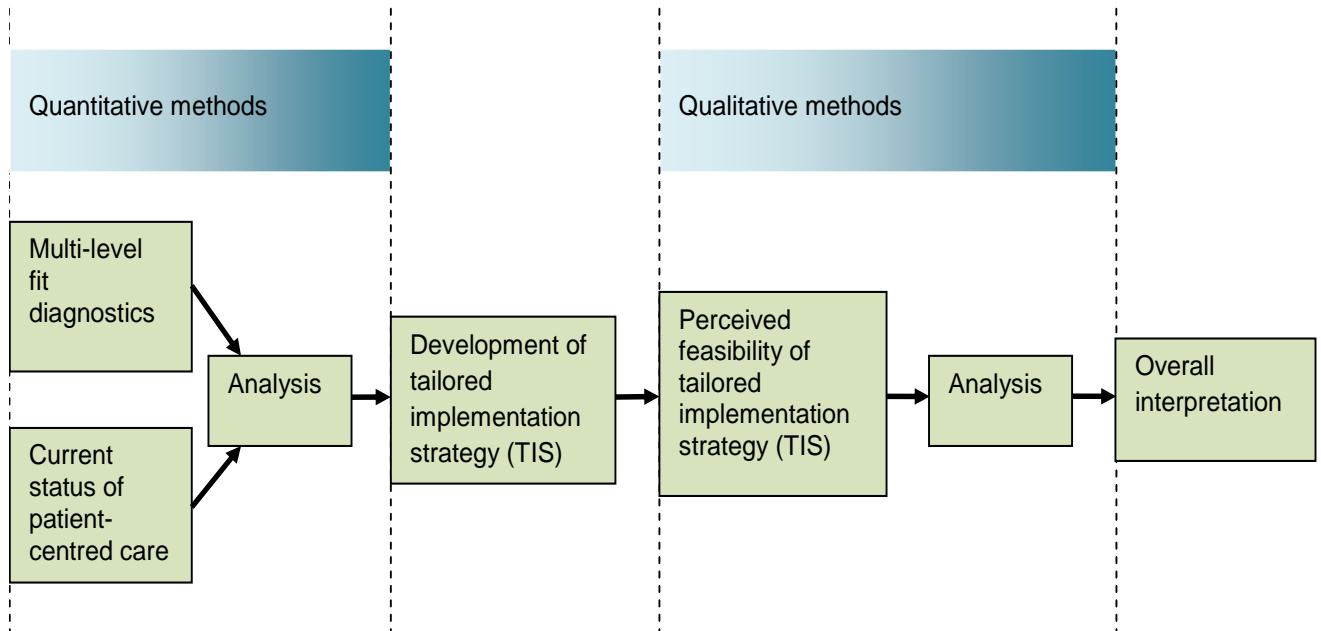 Quantitative methods
Qualitative methods
Multi-level
fit
diagnostics
Current
status of
patient-
centred care
Analysis
Development of
tailored
implementation
strategy (TIS)
Perceived
feasibility of
tailored
implementation
strategy (TIS)
Analysis
Overall
interpretation